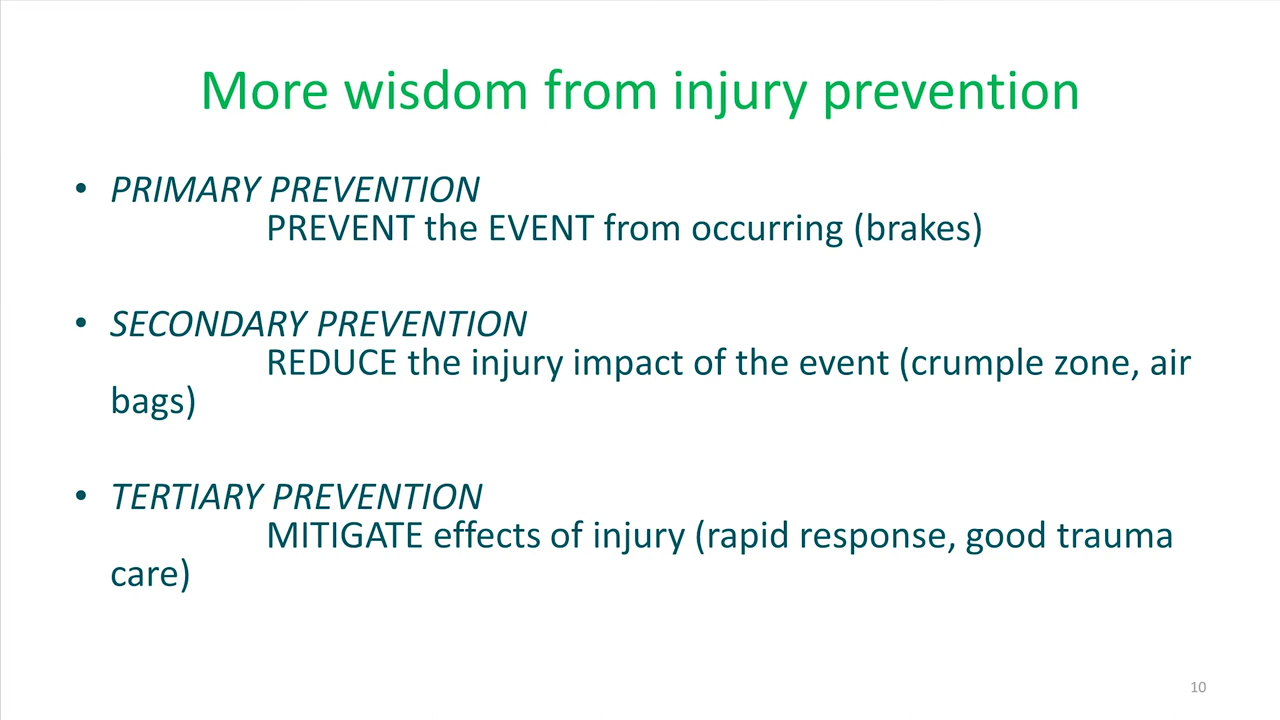 More wisdom from injury prevention
• PRIMARY PREVENTION
PREVENT the EVENT from occurring (brakes)
• SECONDARY PREVENTION
REDUCE the injury impact of the event (crumple zone, air
bags)
• TERTIARY PREVENTION
MITIGATE effects of injury (rapid response, good trauma
care)
10